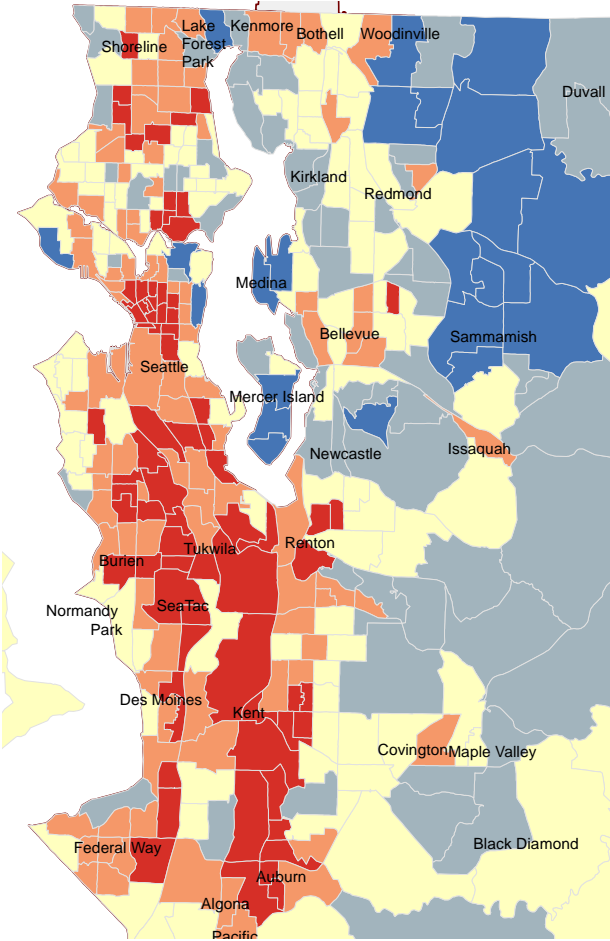 Lake
Forest
Park
Kenmore
Bothell
Woodinville
Shoreline
Duvall
Kirkland
Redmond
Medina
Bellevue
Sammamish
Seattle
Mercer Island
Newcastle
Issaquah
Renton
Tukwila
Burien
SeaTac
Normandy
Park
Des Moines
Kent
Covington
Maple Valley
Federal Way
Black Diamond
Auburn
Algona
Pacific